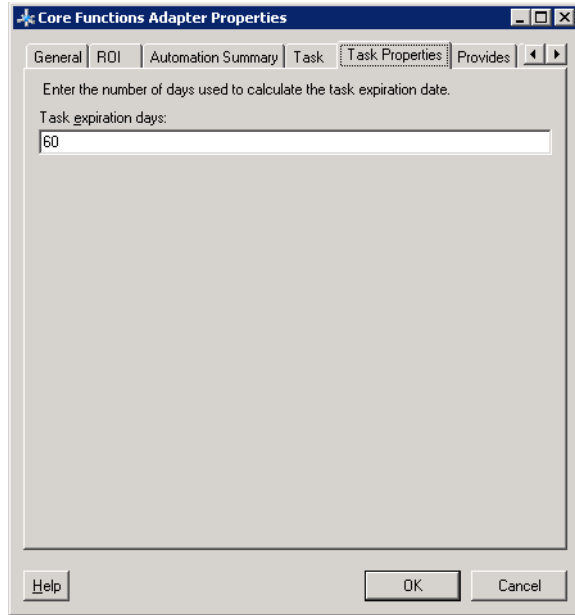 Core Functions Adapter Properties
General ROI Automation Summary Task Task Properties Provides
Enter the number of days used to calculate the task expiration date.
Task expiration days:
60
Help OK Cancel